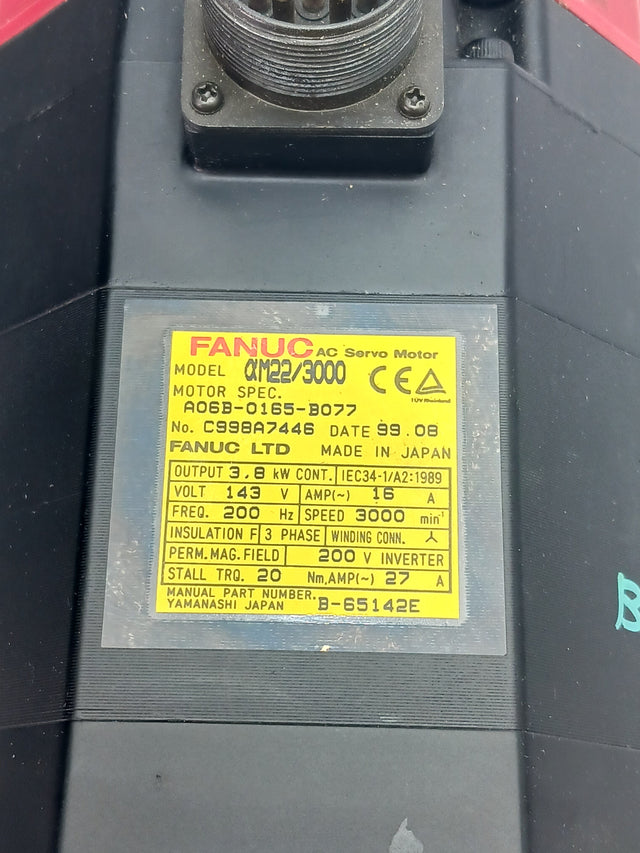 FANUC AC Servo Motor
MODEL αM22/3000 CE
TÜV Rheinland
MOTOR SPEC.
A06B-0165-B077
No. C998A7446 DATE 99.08
FANUC LTD MADE IN JAPAN
OUTPUT 3.8 kW CONT. IEC34-1/A2:1989
VOLT 143 V AMP(~) 16 A
FREQ. 200 Hz SPEED 3000 min⁻¹
INSULATION F 3 PHASE WINDING CONN. ⅄
PERM.MAG.FIELD 200 V INVERTER
STALL TRQ. 20 Nm,AMP(~) 27 A
MANUAL PART NUMBER.
YAMANASHI JAPAN B-65142E
B